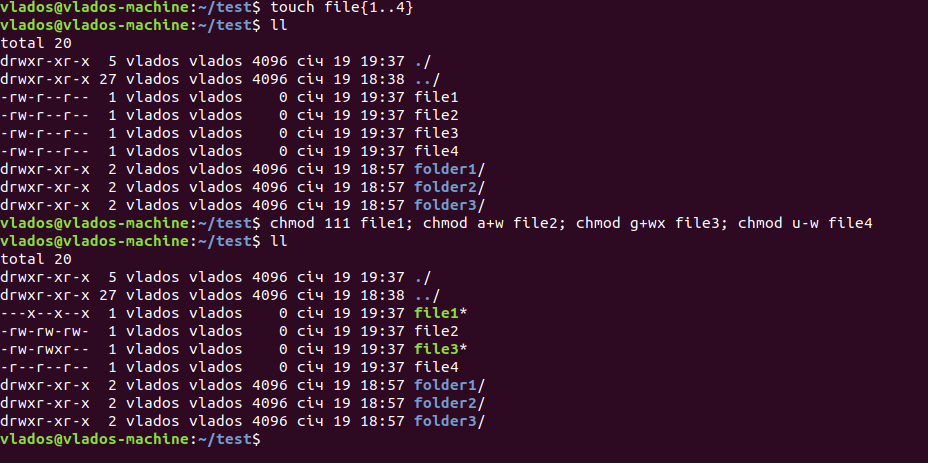 vlados@vlados-machine:~/test$ touch file{1..4}
vlados@vlados-machine:~/test$ ll
total 20
drwxr-xr-x  5 vlados vlados 4096 січ 19 19:37 ./
drwxr-xr-x 27 vlados vlados 4096 січ 19 18:38 ../
-rw-r--r--  1 vlados vlados    0 січ 19 19:37 file1
-rw-r--r--  1 vlados vlados    0 січ 19 19:37 file2
-rw-r--r--  1 vlados vlados    0 січ 19 19:37 file3
-rw-r--r--  1 vlados vlados    0 січ 19 19:37 file4
drwxr-xr-x  2 vlados vlados 4096 січ 19 18:57 folder1/
drwxr-xr-x  2 vlados vlados 4096 січ 19 18:57 folder2/
drwxr-xr-x  2 vlados vlados 4096 січ 19 18:57 folder3/
vlados@vlados-machine:~/test$ chmod 111 file1; chmod a+w file2; chmod g+wx file3; chmod u-w file4
vlados@vlados-machine:~/test$ ll
total 20
drwxr-xr-x  5 vlados vlados 4096 січ 19 19:37 ./
drwxr-xr-x 27 vlados vlados 4096 січ 19 18:38 ../
---x--x--x  1 vlados vlados    0 січ 19 19:37 file1*
-rw-rw-rw-  1 vlados vlados    0 січ 19 19:37 file2
-rw-rwxr--  1 vlados vlados    0 січ 19 19:37 file3*
-r--r--r--  1 vlados vlados    0 січ 19 19:37 file4
drwxr-xr-x  2 vlados vlados 4096 січ 19 18:57 folder1/
drwxr-xr-x  2 vlados vlados 4096 січ 19 18:57 folder2/
drwxr-xr-x  2 vlados vlados 4096 січ 19 18:57 folder3/
vlados@vlados-machine:~/test$